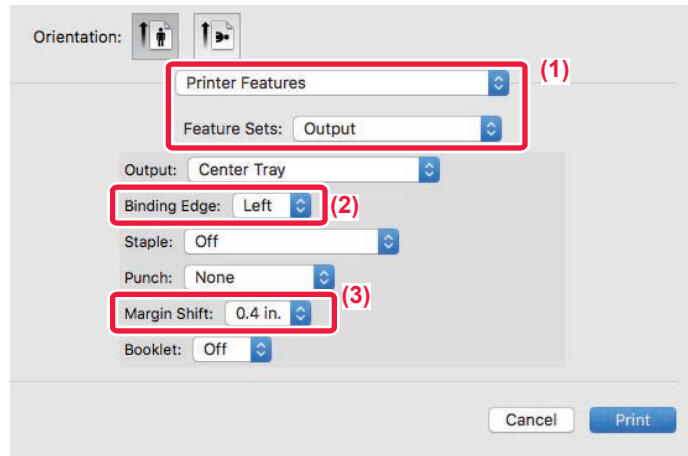 Orientation:
Printer Features
(1)
Feature Sets: Output
Output: Center Tray
Binding Edge: Left
(2)
Staple: Off
Punch: None
(3)
Margin Shift: 0.4 in.
Booklet: Off
Cancel Print